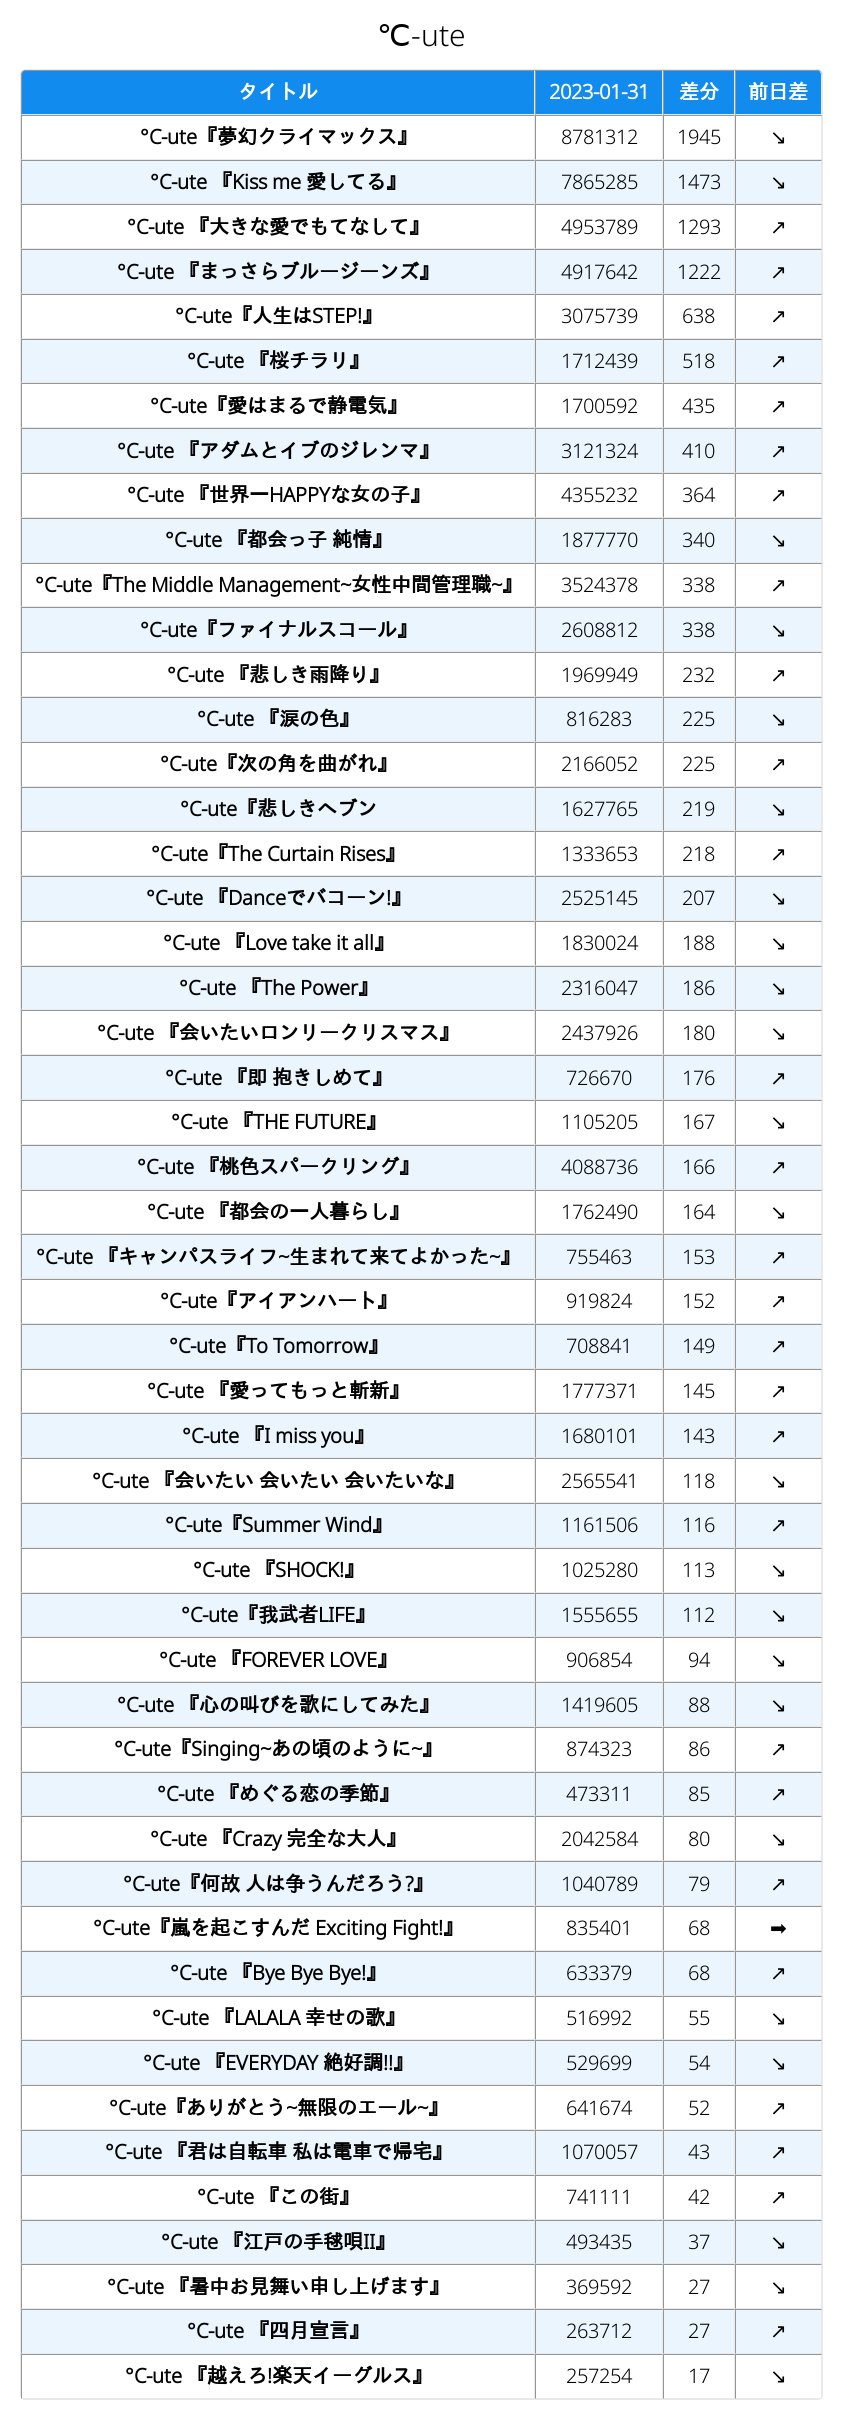 ℃-ute
タイトル 2023-01-31 差分 前日差
°C-ute『夢幻クライマックス』 8781312 1945 ↘
°C-ute 『Kiss me 愛してる』 7865285 1473 ↘
°C-ute 『大きな愛でもてなして』 4953789 1293 ↗
°C-ute 『まっさらブルージーンズ』 4917642 1222 ↗
°C-ute『人生はSTEP!』 3075739 638 ↗
°C-ute 『桜チラリ』 1712439 518 ↗
°C-ute『愛はまるで静電気』 1700592 435 ↗
°C-ute 『アダムとイブのジレンマ』 3121324 410 ↗
°C-ute 『世界一HAPPYな女の子』 4355232 364 ↗
°C-ute 『都会っ子 純情』 1877770 340 ↘
°C-ute『The Middle Management~女性中間管理職~』 3524378 338 ↗
°C-ute『ファイナルスコール』 2608812 338 ↘
°C-ute 『悲しき雨降り』 1969949 232 ↗
°C-ute 『涙の色』 816283 225 ↘
°C-ute『次の角を曲がれ』 2166052 225 ↗
°C-ute『悲しきヘブン 1627765 219 ↘
°C-ute『The Curtain Rises』 1333653 218 ↗
°C-ute 『Danceでバコーン!』 2525145 207 ↘
°C-ute 『Love take it all』 1830024 188 ↘
°C-ute 『The Power』 2316047 186 ↘
°C-ute 『会いたいロンリークリスマス』 2437926 180 ↘
°C-ute 『即 抱きしめて』 726670 176 ↗
°C-ute 『THE FUTURE』 1105205 167 ↘
°C-ute 『桃色スパークリング』 4088736 166 ↗
°C-ute 『都会の一人暮らし』 1762490 164 ↘
°C-ute 『キャンパスライフ~生まれて来てよかった~』 755463 153 ↗
°C-ute『アイアンハート』 919824 152 ↗
°C-ute『To Tomorrow』 708841 149 ↗
°C-ute 『愛ってもっと斬新』 1777371 145 ↗
°C-ute 『I miss you』 1680101 143 ↗
°C-ute 『会いたい 会いたい 会いたいな』 2565541 118 ↘
°C-ute『Summer Wind』 1161506 116 ↗
°C-ute 『SHOCK!』 1025280 113 ↘
°C-ute『我武者LIFE』 1555655 112 ↘
°C-ute 『FOREVER LOVE』 906854 94 ↘
°C-ute 『心の叫びを歌にしてみた』 1419605 88 ↘
°C-ute『Singing~あの頃のように~』 874323 86 ↗
°C-ute 『めぐる恋の季節』 473311 85 ↗
°C-ute 『Crazy 完全な大人』 2042584 80 ↘
°C-ute『何故 人は争うんだろう?』 1040789 79 ↗
°C-ute『嵐を起こすんだ Exciting Fight!』 835401 68 ➡
°C-ute 『Bye Bye Bye!』 633379 68 ↗
°C-ute 『LALALA 幸せの歌』 516992 55 ↘
°C-ute 『EVERYDAY 絶好調!!』 529699 54 ↘
°C-ute『ありがとう~無限のエール~』 641674 52 ↗
°C-ute 『君は自転車 私は電車で帰宅』 1070057 43 ↗
°C-ute 『この街』 741111 42 ↗
°C-ute 『江戸の手毬唄II』 493435 37 ↘
°C-ute 『暑中お見舞い申し上げます』 369592 27 ↘
°C-ute 『四月宣言』 263712 27 ↗
°C-ute 『越えろ!楽天イーグルス』 257254 17 ↘